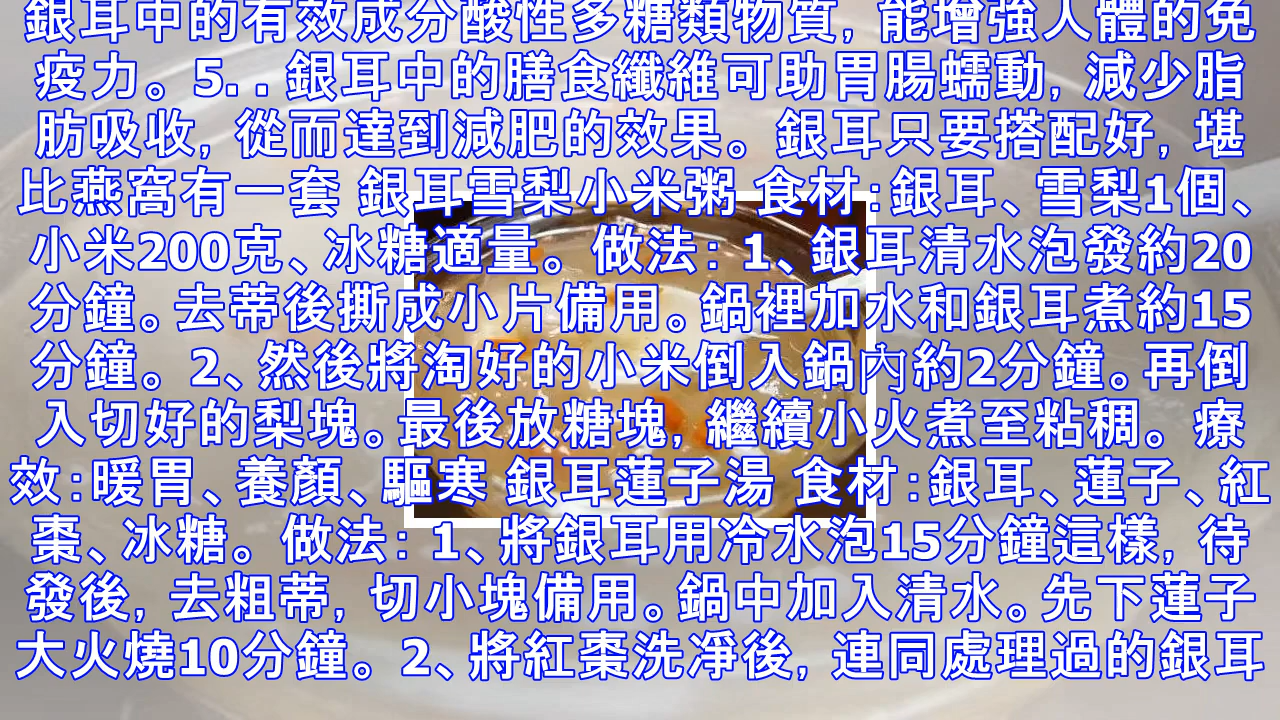 銀耳中的有效成分酸性多糖類物質, 能增強人體的免
疫力。5. . 銀耳中的膳食纖維可助胃腸蠕動, 減少脂
肪吸收, 從而達到減肥的效果。銀耳只要搭配好, 堪
比燕窩有一套 銀耳雪梨小米粥 食材:銀耳、雪梨1個、
小米200克、冰糖適量。 做法: 1、銀耳清水泡發約20
分鐘。去蒂後撕成小片備用。鍋裡加水和銀耳煮約15
分鐘。2、然後將淘好的小米倒入鍋內約2分鐘。再倒
入切好的梨塊。最後放糖塊, 繼續小火煮至粘稠。療
效:暖胃、養顏、驅寒 銀耳蓮子湯 食材:銀耳、蓮子、紅
棗、冰糖。 做法: 1、將銀耳用冷水泡15分鐘這樣, 待
發後, 去粗蒂, 切小塊備用。鍋中加入清水。先下蓮子
大火燒10分鐘。2、將紅棗洗凈後, 連同處理過的銀耳